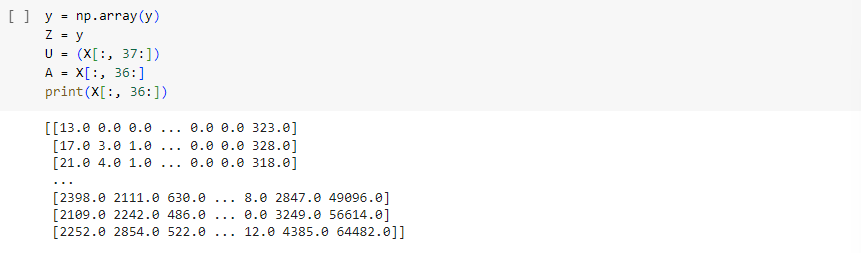 [ ] y = np.array(y)
Z = y
U = (X[:, 37:])
A = X[:, 36:]
print(X[:, 36:])
[[13.0 0.0 0.0 ... 0.0 0.0 323.0]
[17.0 3.0 1.0 ... 0.0 0.0 328.0]
[21.0 4.0 1.0 ... 0.0 0.0 318.0]
...
[2398.0 2111.0 630.0 ... 8.0 2847.0 49096.0]
[2109.0 2242.0 486.0 ... 0.0 3249.0 56614.0]
[2252.0 2854.0 522.0 ... 12.0 4385.0 64482.0]]